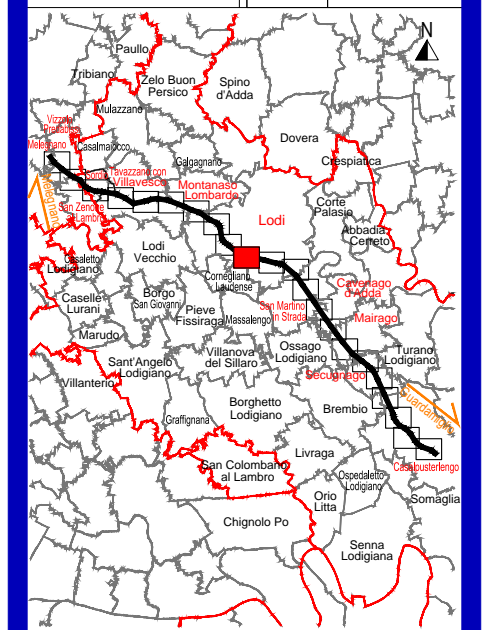 N
Paullo
Tribiano
Zelo Buon
Persico
Spino
d'Adda
Mulazzano
Dovera
Casalmaiocco
Melegnano
Galgagnano
Crespiatica
Tavazzano con
Villavesco
Montanaso
Lombardo
Melegnano
San Zenone
al Lambro
Lodi
Corte
Palasio
Abbadia
Cerreto
Lodi
Vecchio
Casaletto
Lodigiano
Cornegliano
Laudense
Cavenago
d'Adda
Caselle
Lurani
Borgo
San Giovanni
Pieve
Fissiraga
Massalengo
San Martino
in Strada
Mairago
Marudo
Sant'Angelo
Lodigiano
Villanova
del Sillaro
Ossago
Lodigiano
Turano
Lodigiano
Villanterio
Secugnago
Guardamiglio
Borghetto
Lodigiano
Brembio
Graffignana
Livraga
San Colombano
al Lambro
Casalpusterlengo
Ospedaletto
Lodigiano
Orio
Litta
Somaglia
Chignolo Po
Senna
Lodigiana